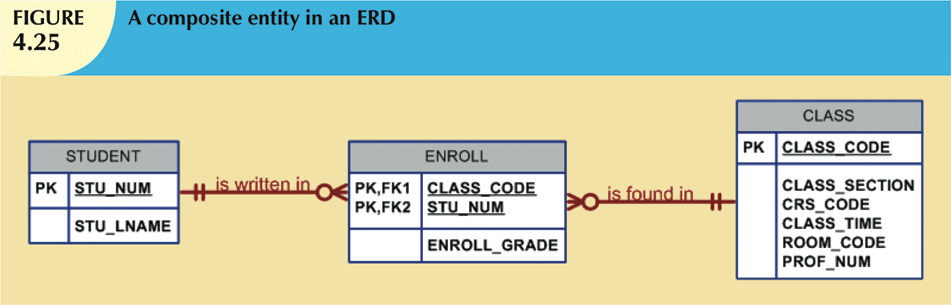 FIGURE 4.25
A composite entity in an ERD
STUDENT
PK STU_NUM
STU_LNAME
is written in
ENROLL
PK,FK1 CLASS_CODE
PK,FK2 STU_NUM
ENROLL_GRADE
is found in
CLASS
PK CLASS_CODE
CLASS_SECTION
CRS_CODE
CLASS_TIME
ROOM_CODE
PROF_NUM